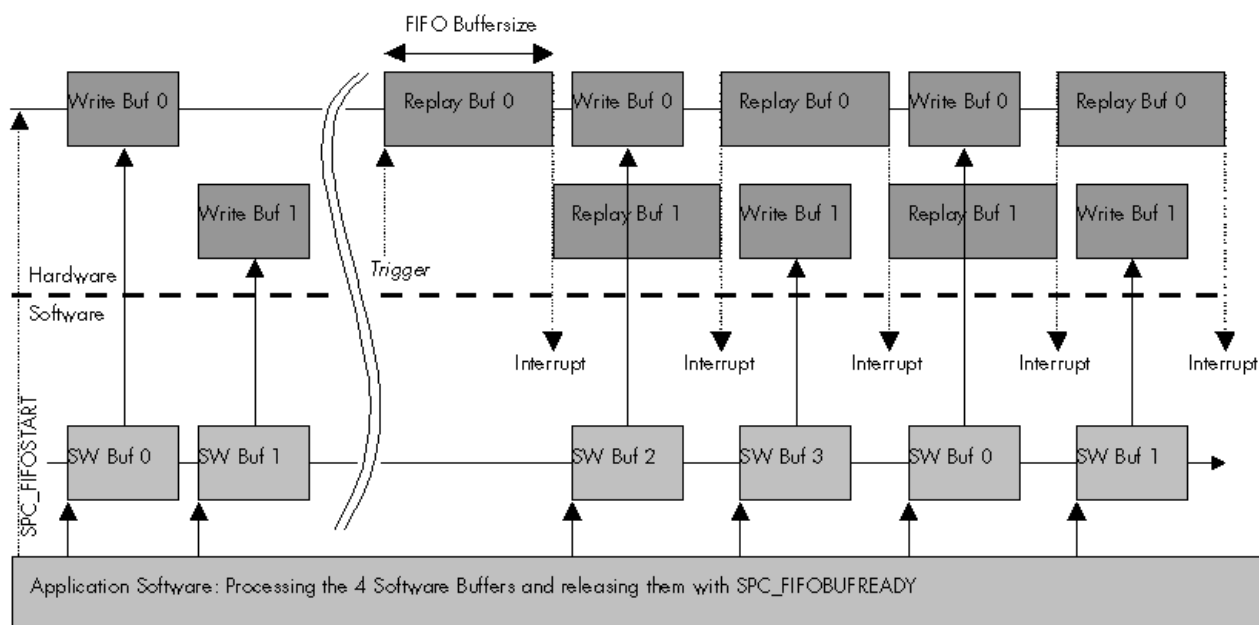 FIFO Buffersize
Write Buf 0
Replay Buf 0
Write Buf 0
Replay Buf 0
Write Buf 0
Replay Buf 0
Write Buf 1
Replay Buf 1
Write Buf 1
Replay Buf 1
Write Buf 1
Trigger
Hardware
Software
Interrupt
Interrupt
Interrupt
Interrupt
Interrupt
SPC_FIFOSTART
SW Buf 0
SW Buf 1
SW Buf 2
SW Buf 3
SW Buf 0
SW Buf 1
Application Software: Processing the 4 Software Buffers and releasing them with SPC_FIFOBUFREADY